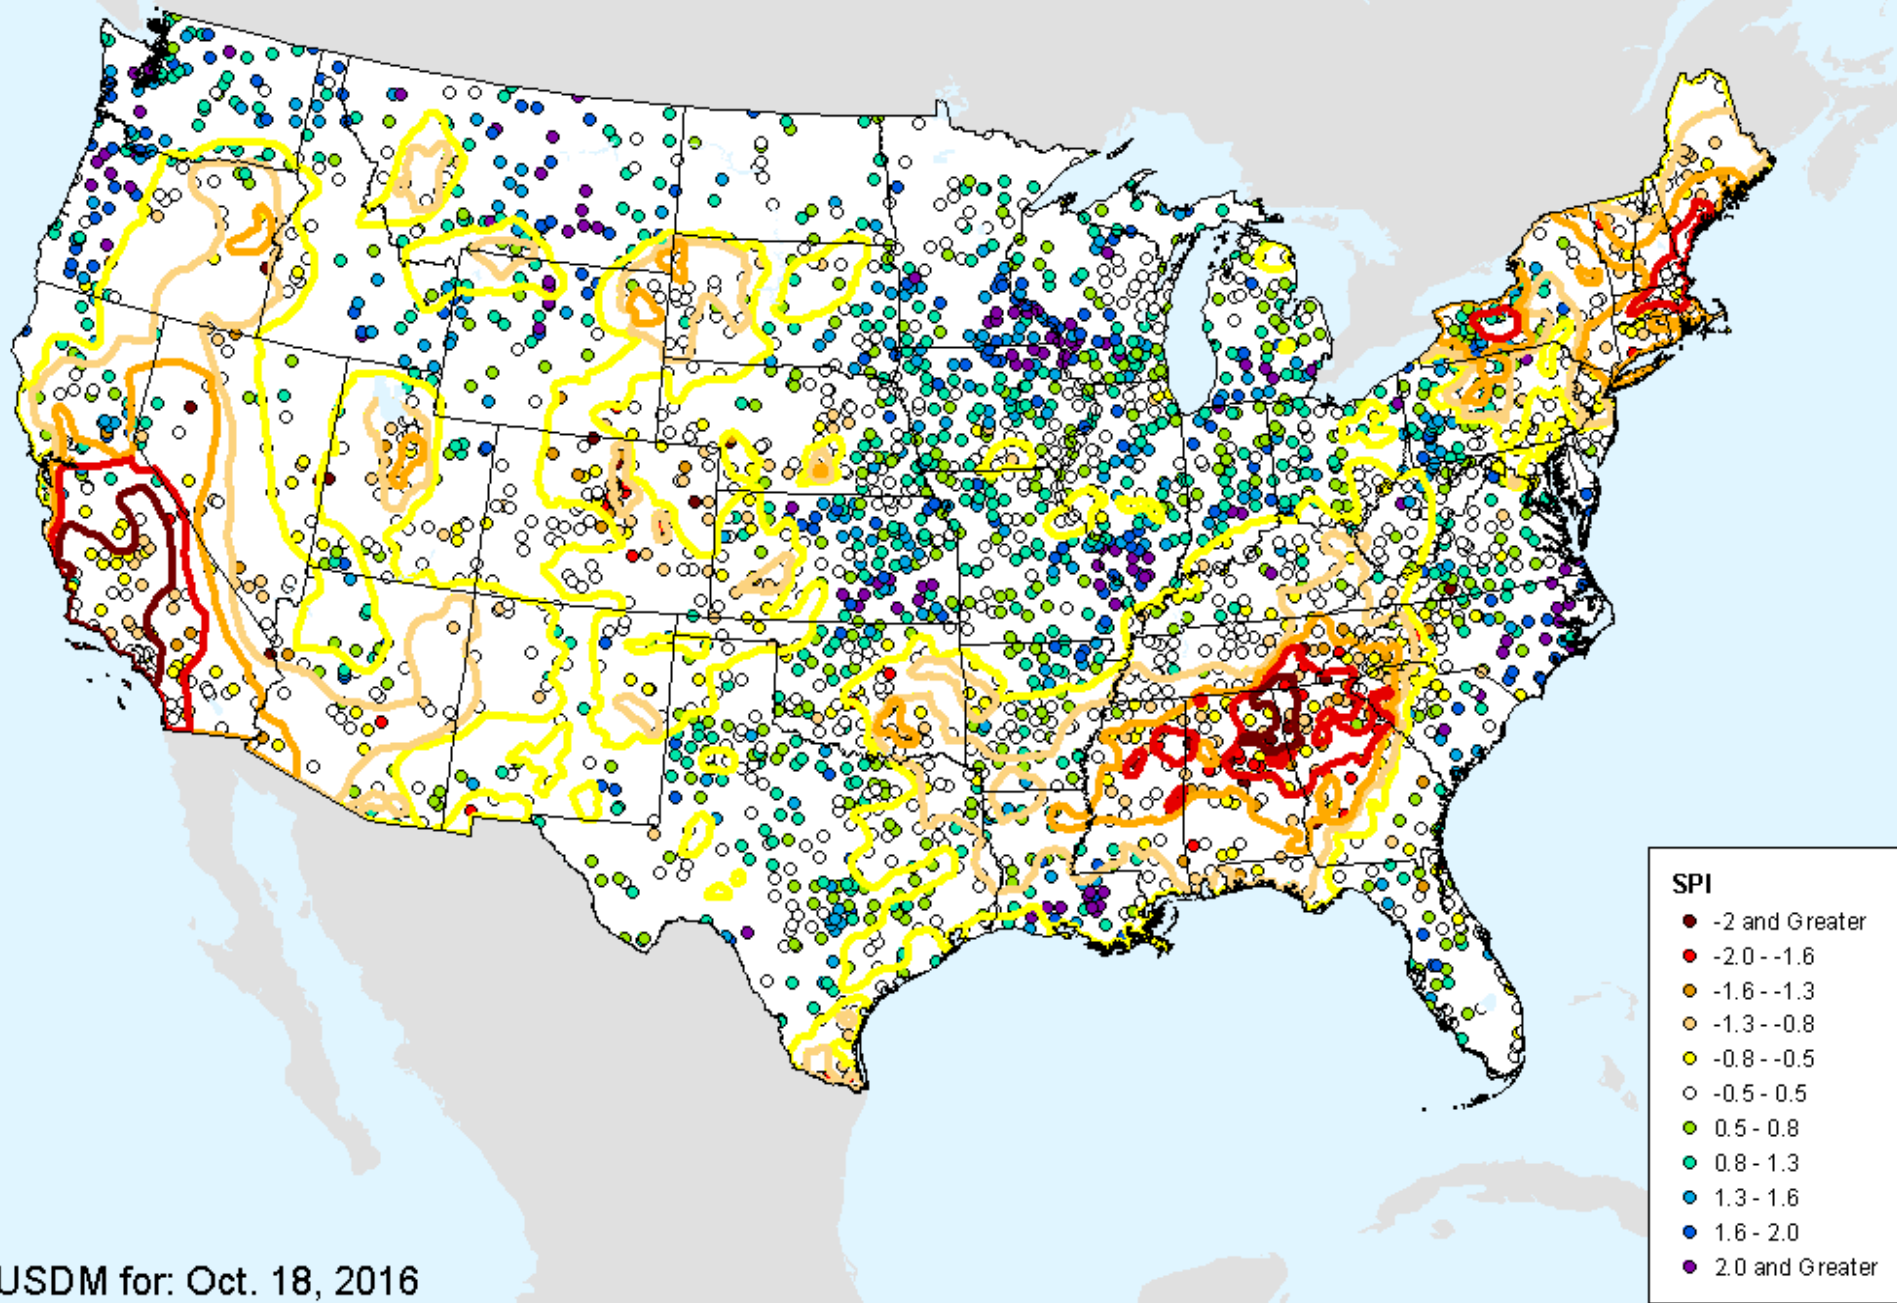 SPI
-2 and Greater
-2.0 - -1.6
-1.6 - -1.3
-1.3 - -0.8
-0.8 - -0.5
-0.5 - 0.5
0.5 - 0.8
0.8 - 1.3
1.3 - 1.6
1.6 - 2.0
2.0 and Greater
USDM for: Oct. 18, 2016